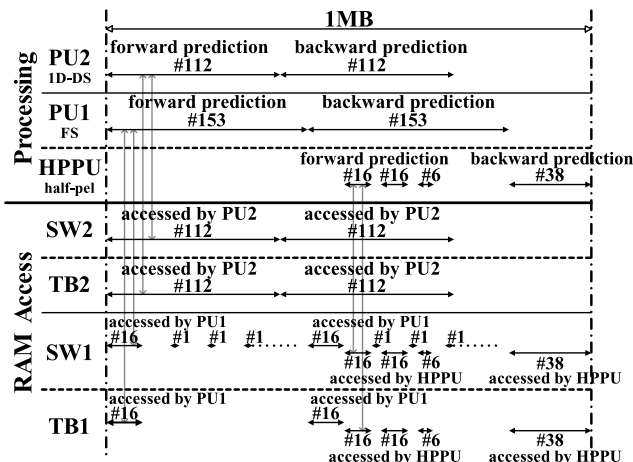 1MB
Processing
PU2
1D-DS
forward prediction
#112
backward prediction
#112
PU1
FS
forward prediction
#153
backward prediction
#153
HPPU
half-pel
forward prediction
#16 #16 #6
backward prediction
#38
RAM Access
SW2
accessed by PU2
#112
accessed by PU2
#112
TB2
accessed by PU2
#112
accessed by PU2
#112
SW1
accessed by PU1
#16 #1 #1 #1 .......
accessed by PU1
#16 #1 #1 #1 .......
#16 #16 #6
accessed by HPPU
#38
accessed by HPPU
TB1
accessed by PU1
#16
accessed by PU1
#16
#16 #16 #6
accessed by HPPU
#38
accessed by HPPU